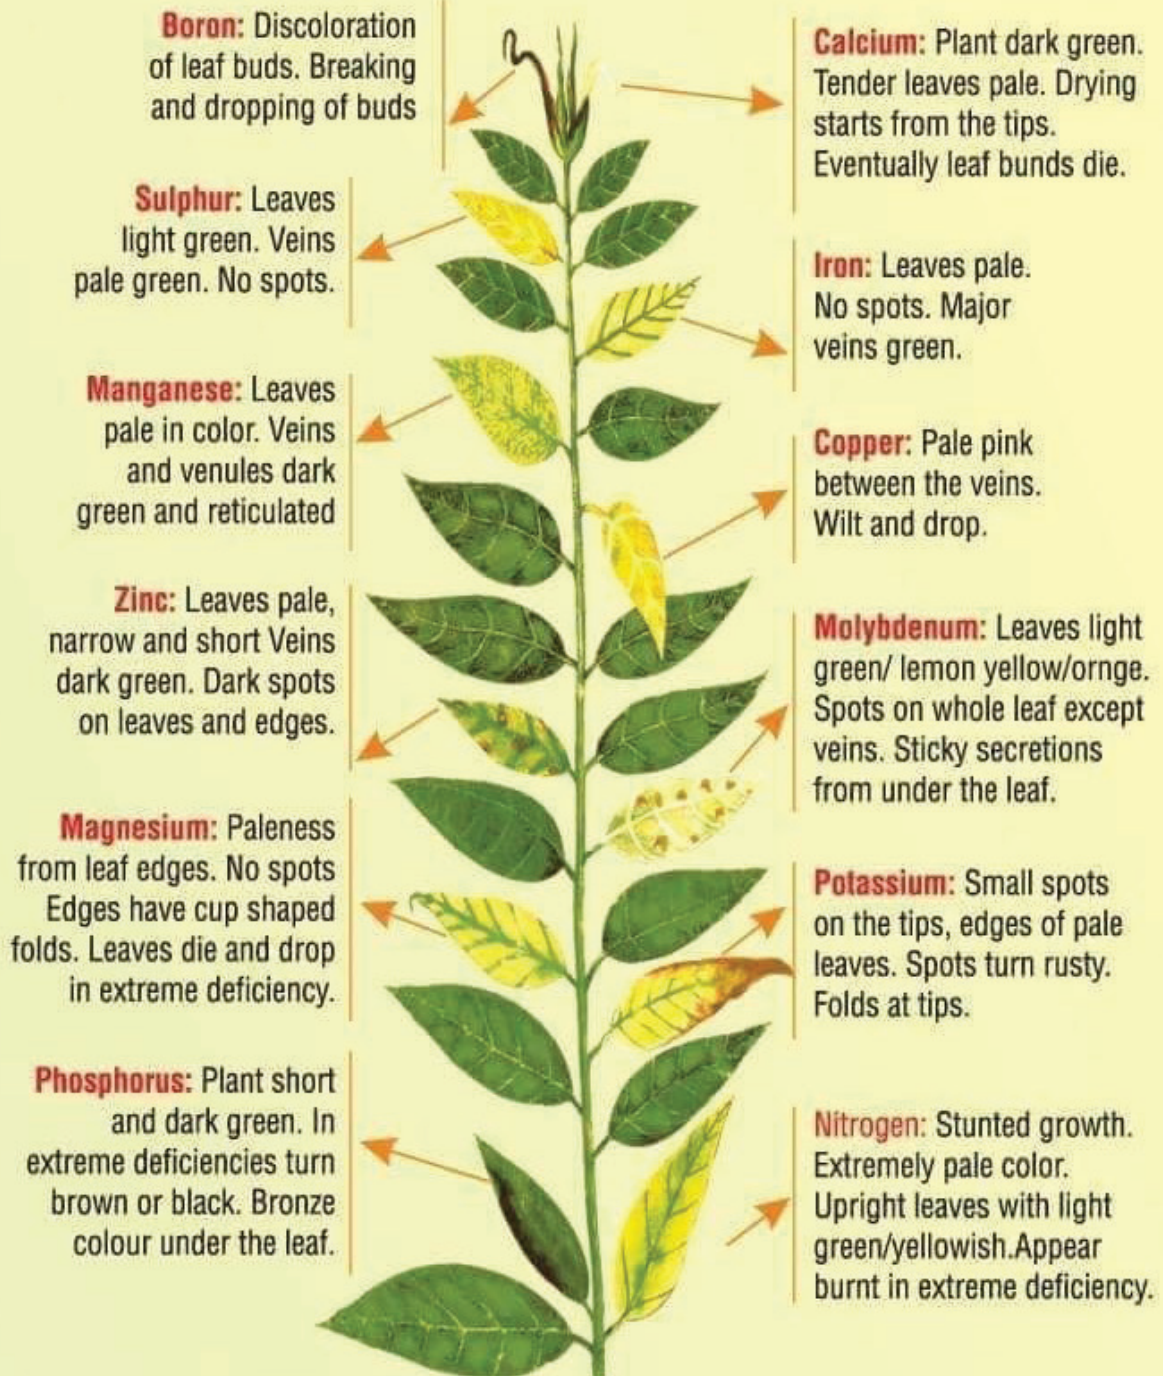 Boron: Discoloration
of leaf buds. Breaking
and dropping of buds
Sulphur: Leaves
light green. Veins
pale green. No spots.
Manganese: Leaves
pale in color. Veins
and venules dark
green and reticulated
Zinc: Leaves pale,
narrow and short Veins
dark green. Dark spots
on leaves and edges.
Magnesium: Paleness
from leaf edges. No spots
Edges have cup shaped
folds. Leaves die and drop
in extreme deficiency.
Phosphorus: Plant short
and dark green. In
extreme deficiencies turn
brown or black. Bronze
colour under the leaf.
Calcium: Plant dark green.
Tender leaves pale. Drying
starts from the tips.
Eventually leaf bunds die.
Iron: Leaves pale.
No spots. Major
veins green.
Copper: Pale pink
between the veins.
Wilt and drop.
Molybdenum: Leaves light
green/ lemon yellow/ornge.
Spots on whole leaf except
veins. Sticky secretions
from under the leaf.
Potassium: Small spots
on the tips, edges of pale
leaves. Spots turn rusty.
Folds at tips.
Nitrogen: Stunted growth.
Extremely pale color.
Upright leaves with light
green/yellowish.Appear
burnt in extreme deficiency.